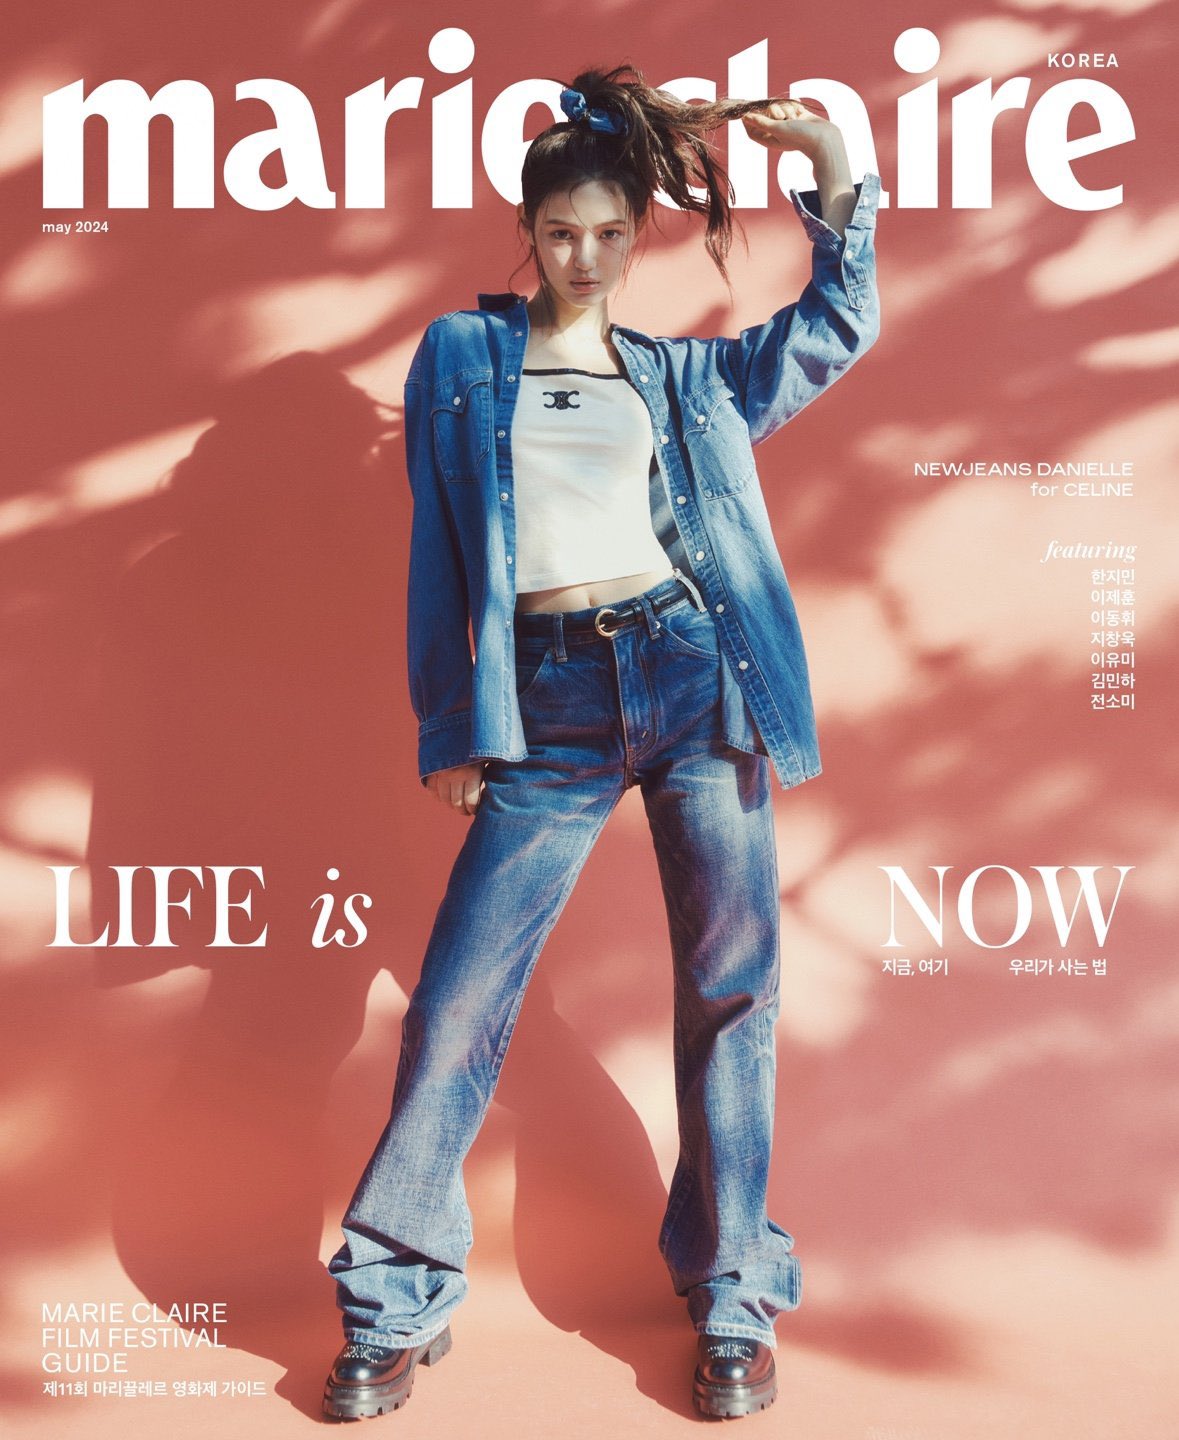 marie claire
KOREA
may 2024
NEWJEANS DANIELLE
for CELINE
featuring
한지민
이제훈
이동휘
지창욱
이유미
김민하
전소미
LIFE is NOW
지금, 여기 우리가 사는 법
MARIE CLAIRE
FILM FESTIVAL
GUIDE
제11회 마리끌레르 영화제 가이드